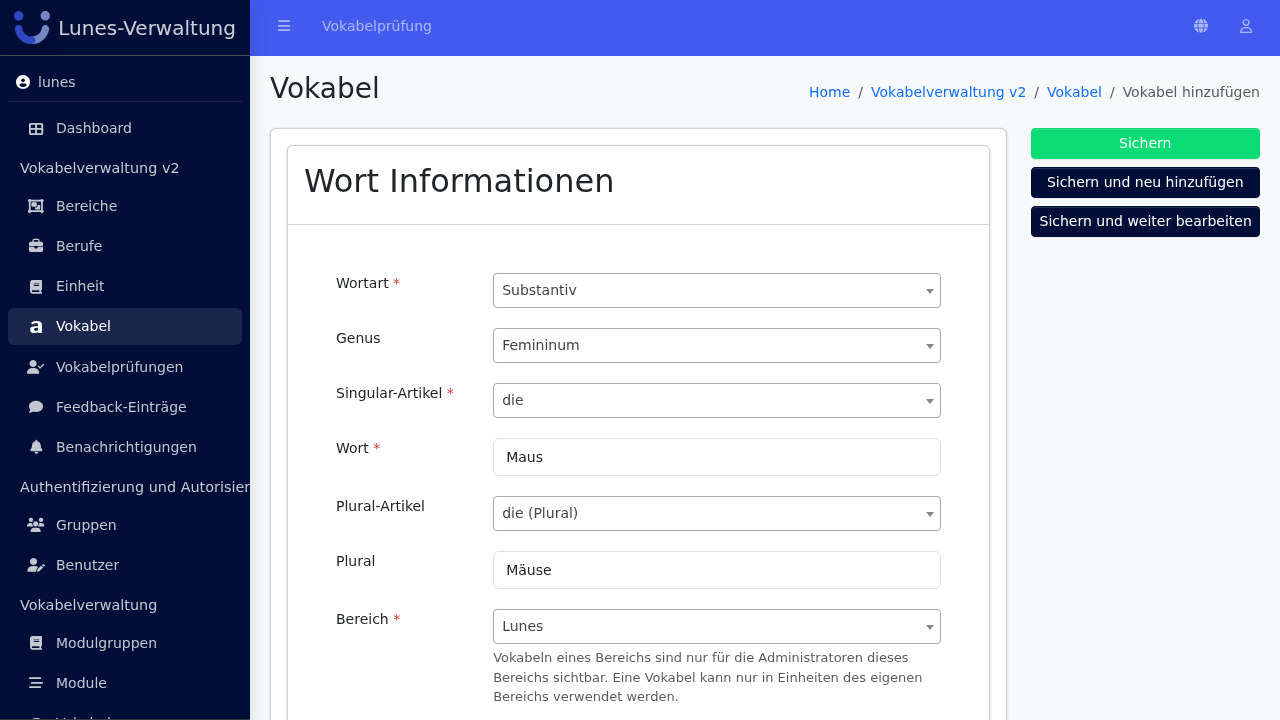 Lunes-Verwaltung
Vokabelprüfung
lunes
Dashboard
Vokabelverwaltung v2
Bereiche
Berufe
Einheit
Vokabel
Vokabelprüfungen
Feedback-Einträge
Benachrichtigungen
Authentifizierung und Autorisier
Gruppen
Benutzer
Vokabelverwaltung
Modulgruppen
Module
Vokabel
Home / Vokabelverwaltung v2 / Vokabel / Vokabel hinzufügen
Wort Informationen
Wortart *
Substantiv
Genus
Femininum
Singular-Artikel *
die
Wort *
Maus
Plural-Artikel
die (Plural)
Plural
Mäuse
Bereich *
Lunes
Vokabeln eines Bereichs sind nur für die Administratoren dieses
Bereichs sichtbar. Eine Vokabel kann nur in Einheiten des eigenen
Bereichs verwendet werden.
Sichern
Sichern und neu hinzufügen
Sichern und weiter bearbeiten